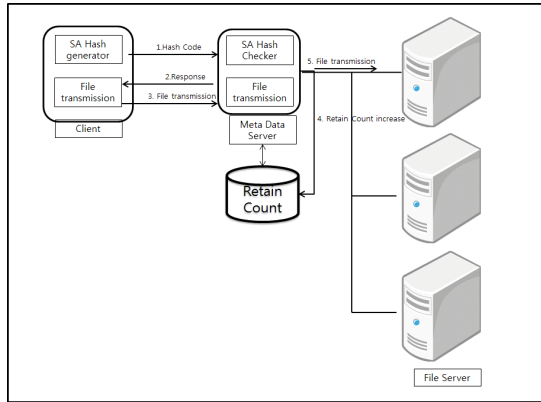 SA Hash
generator
1.Hash Code
SA Hash
Checker
2.Response
5. File transmission
File
transmission
3. File transmission
File
transmission
Client
Meta Data
Server
4. Retain Count increase
Retain
Count
File Server